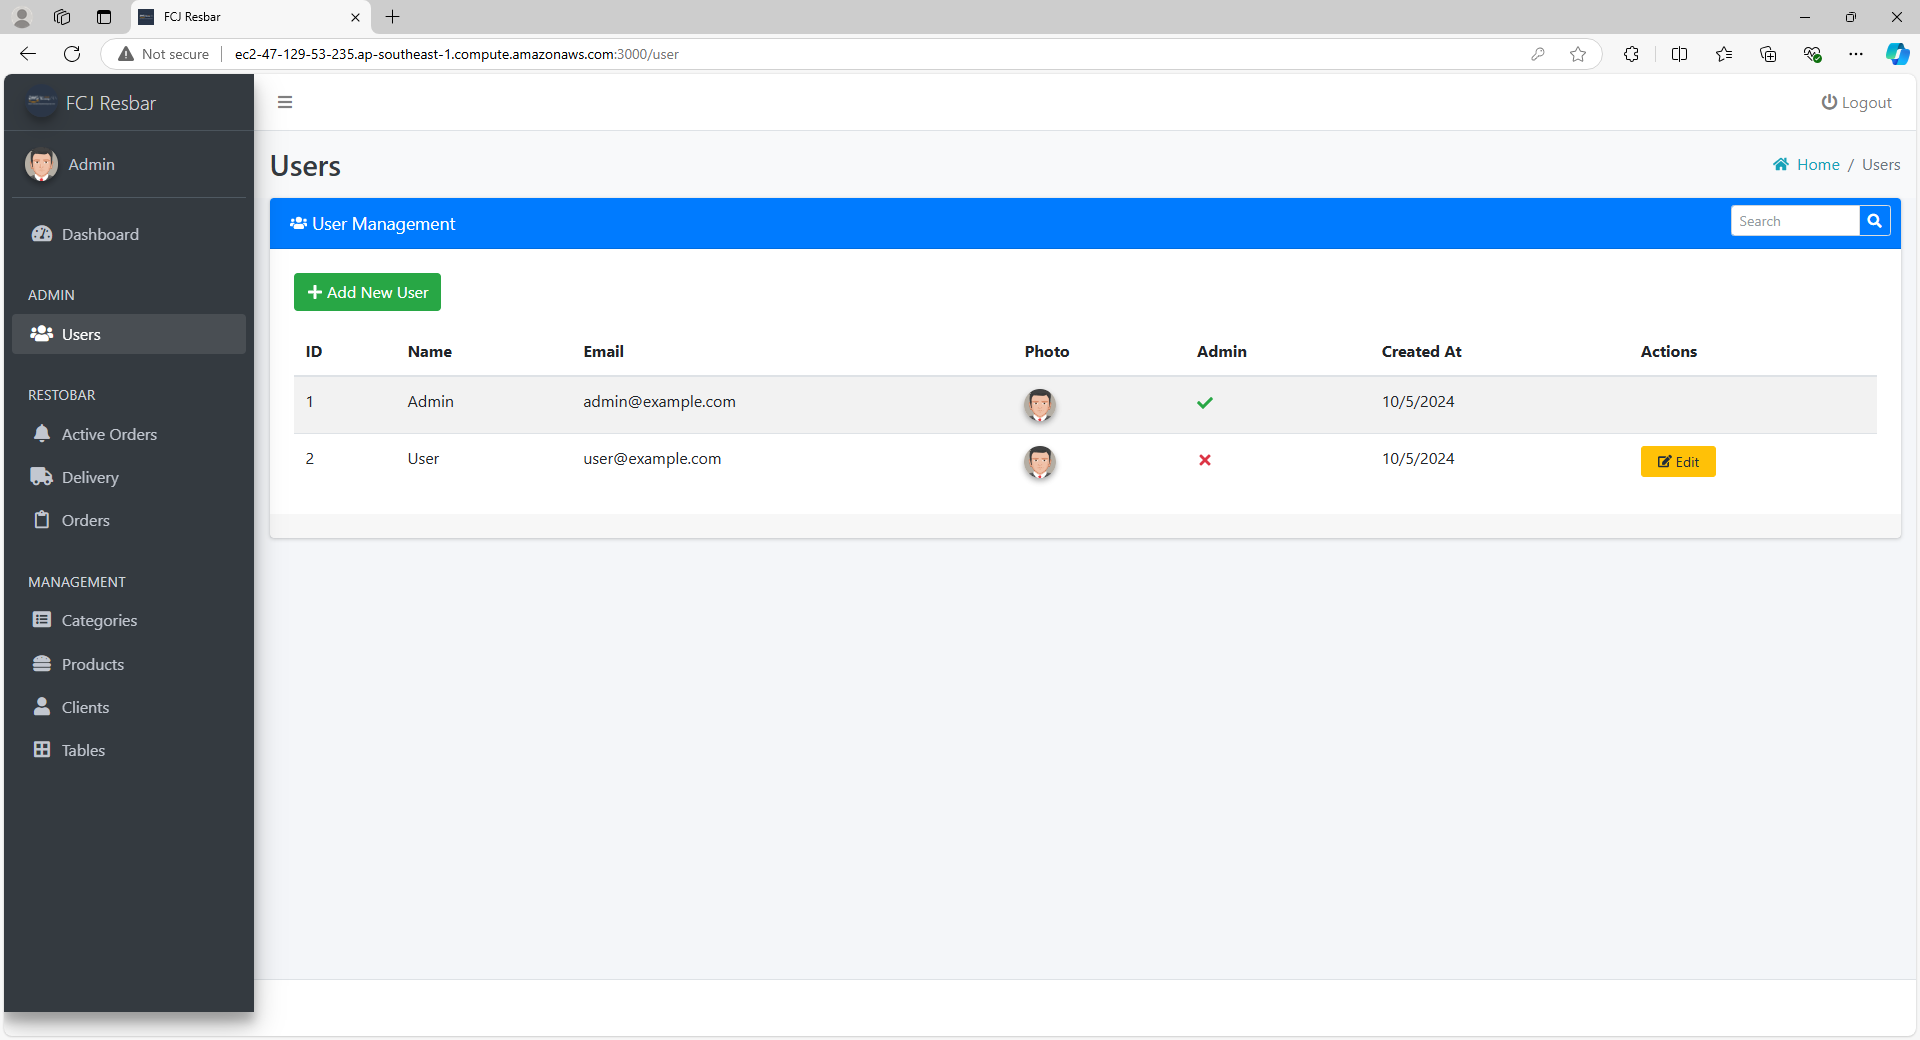 FCJ Resbar
Not secure ec2-47-129-53-235.ap-southeast-1.compute.amazonaws.com:3000/user
FCJ Resbar
Logout
Admin
Users
Home / Users
User Management
Search
Dashboard
ADMIN
Users
RESTOBAR
Active Orders
Delivery
Orders
MANAGEMENT
Categories
Products
Clients
Tables
Add New User
ID Name Email Photo Admin Created At Actions
1 Admin admin@example.com 10/5/2024
2 User user@example.com 10/5/2024 Edit